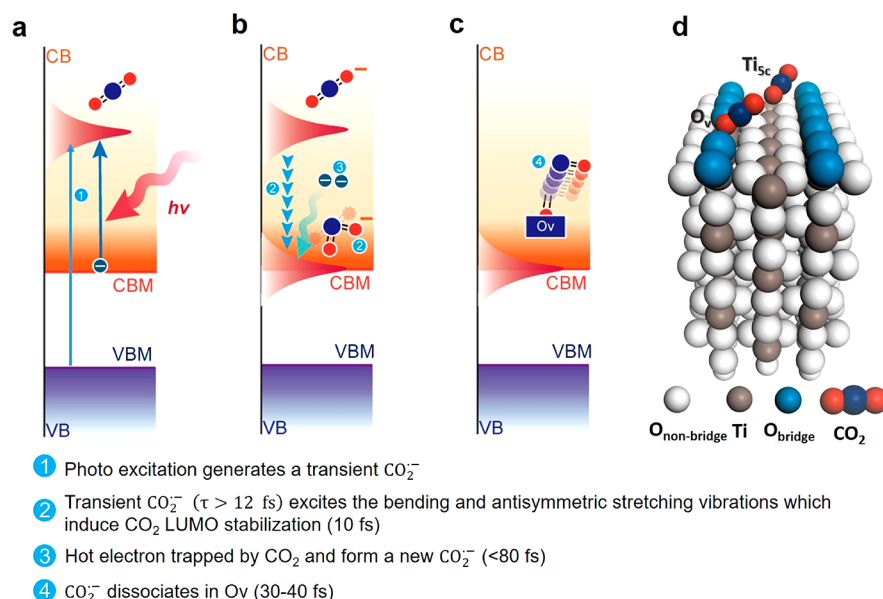 a
b
c
d
CB
CB
CB
Ti5c
Ov
1
hν
2
3
2
4
Ov
CBM
CBM
CBM
VBM
VBM
VBM
VB
VB
VB
Onon-bridge
Ti
Obridge
CO2
1 Photo excitation generates a transient CO2·−
2 Transient CO2·− (τ > 12 fs) excites the bending and antisymmetric stretching vibrations which
induce CO2 LUMO stabilization (10 fs)
3 Hot electron trapped by CO2 and form a new CO2·− (<80 fs)
4 CO2·− dissociates in Ov (30-40 fs)